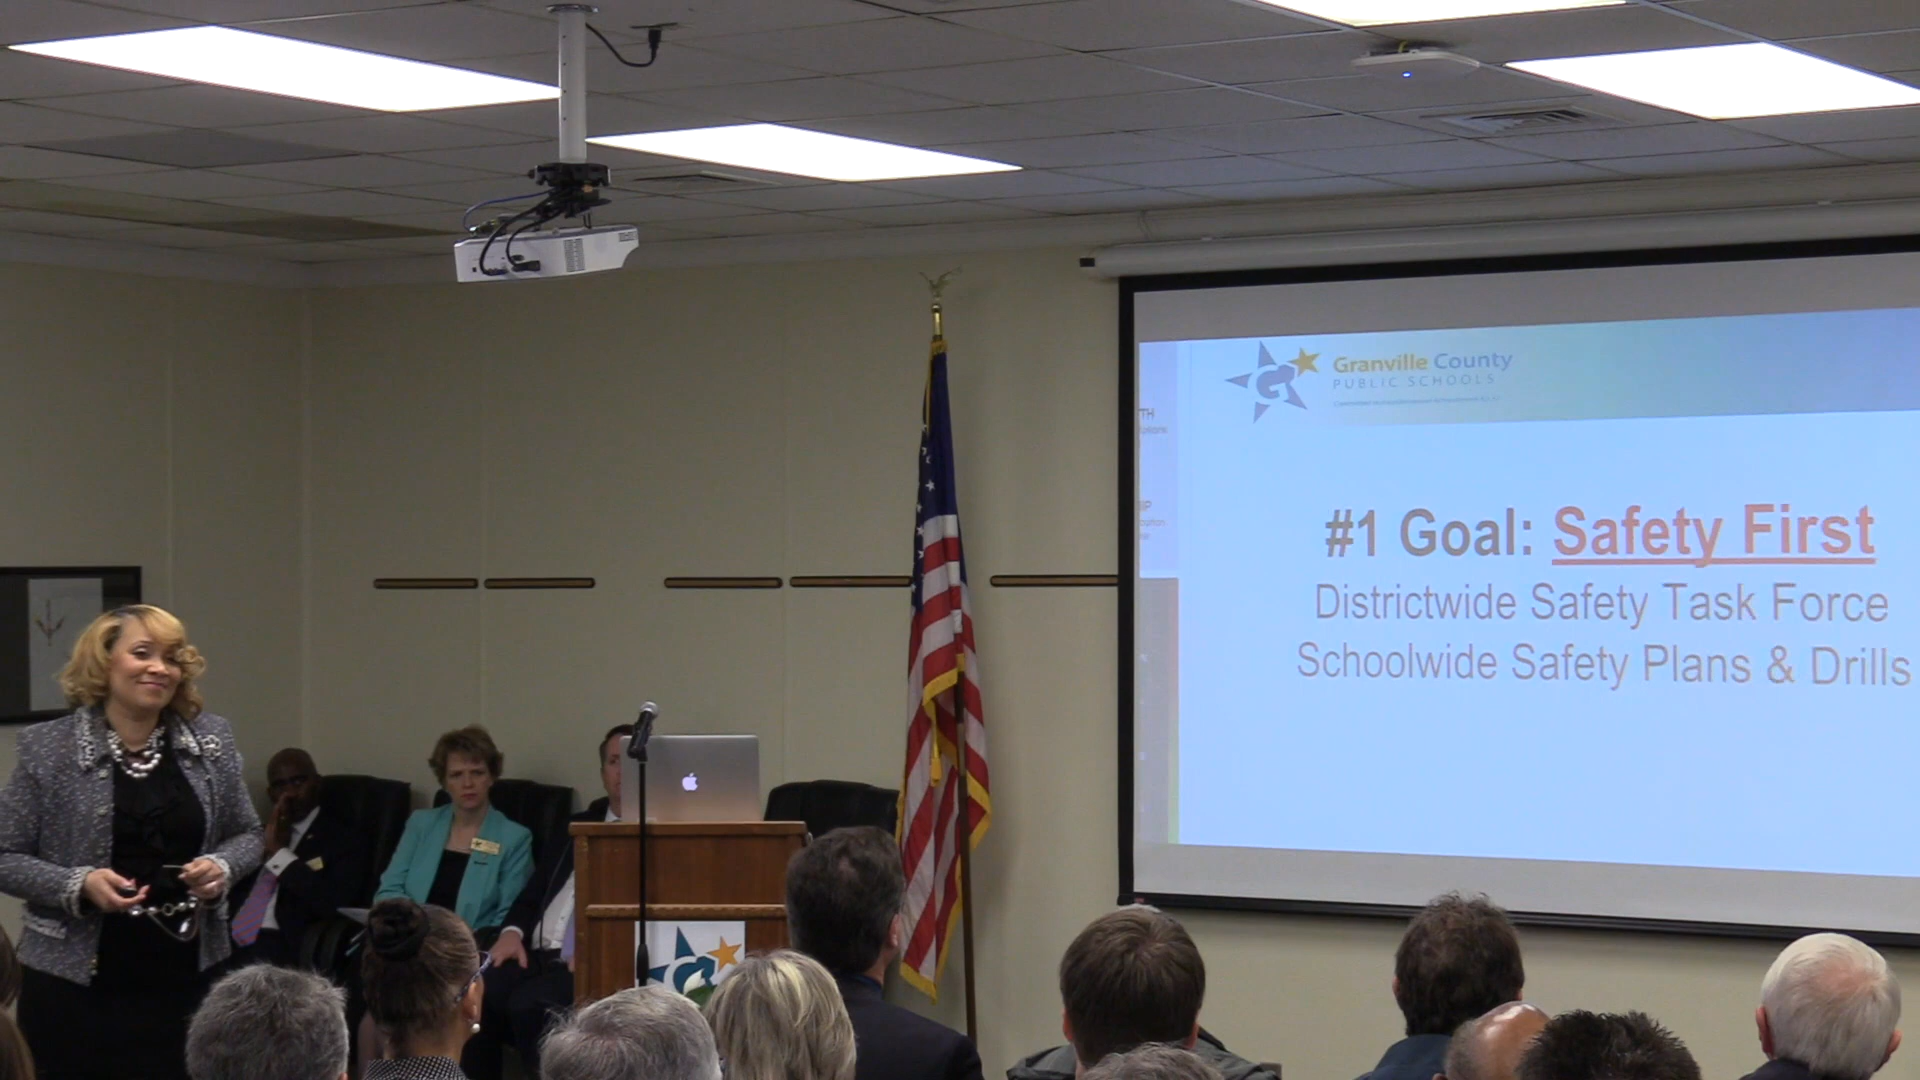 Granville County
PUBLIC SCHOOLS
#1 Goal: Safety First
Districtwide Safety Task Force
Schoolwide Safety Plans & Drills